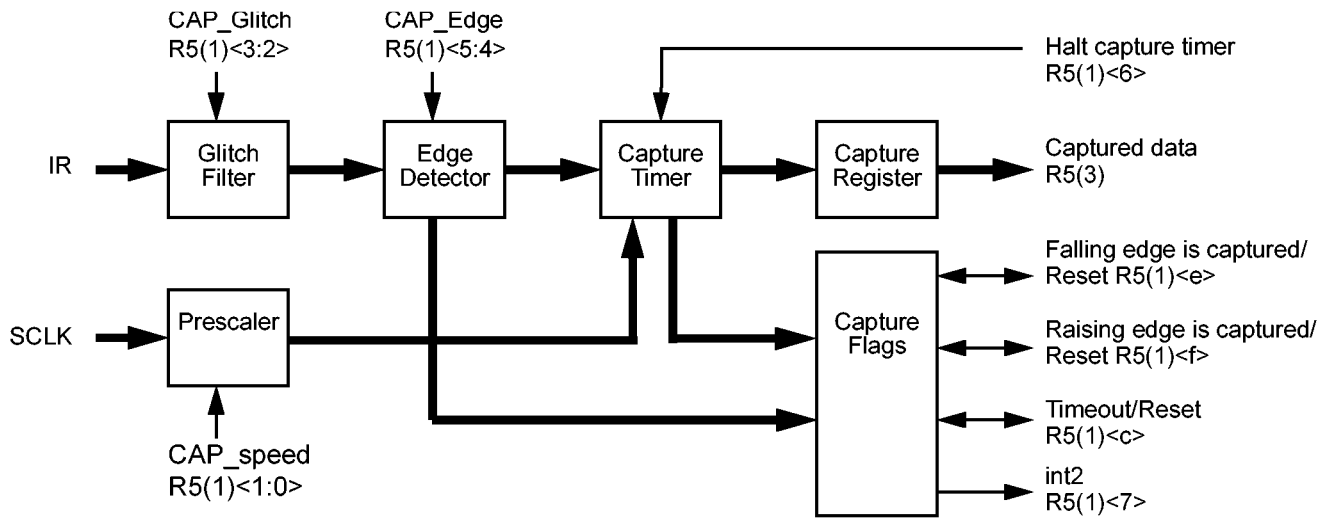 CAP_Glitch
R5(1)<3:2>
CAP_Edge
R5(1)<5:4>
Halt capture timer
R5(1)<6>
IR
Glitch
Filter
Edge
Detector
Capture
Timer
Capture
Register
Captured data
R5(3)
Falling edge is captured/
Reset R5(1)<e>
SCLK
Prescaler
Capture
Flags
Raising edge is captured/
Reset R5(1)<f>
Timeout/Reset
R5(1)<c>
CAP_speed
R5(1)<1:0>
int2
R5(1)<7>